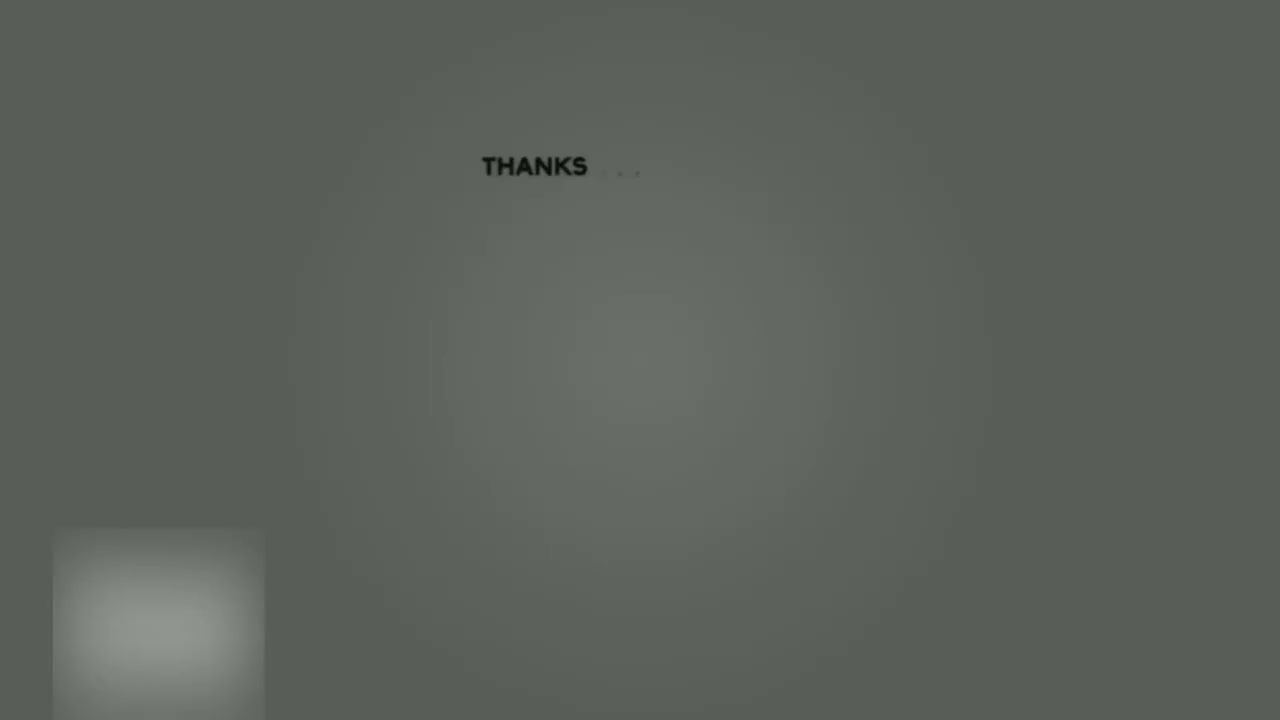 THANKS . . .